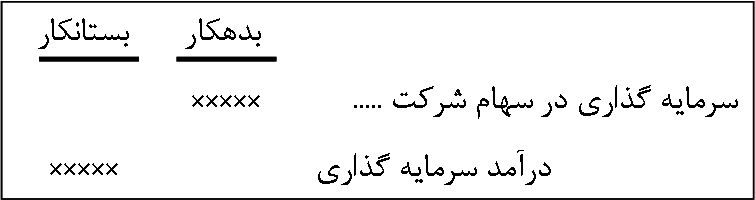 بدهکار بستانکار
سرمایه گذاری در سهام شرکت ..... ×××××
درآمد سرمایه گذاری ×××××